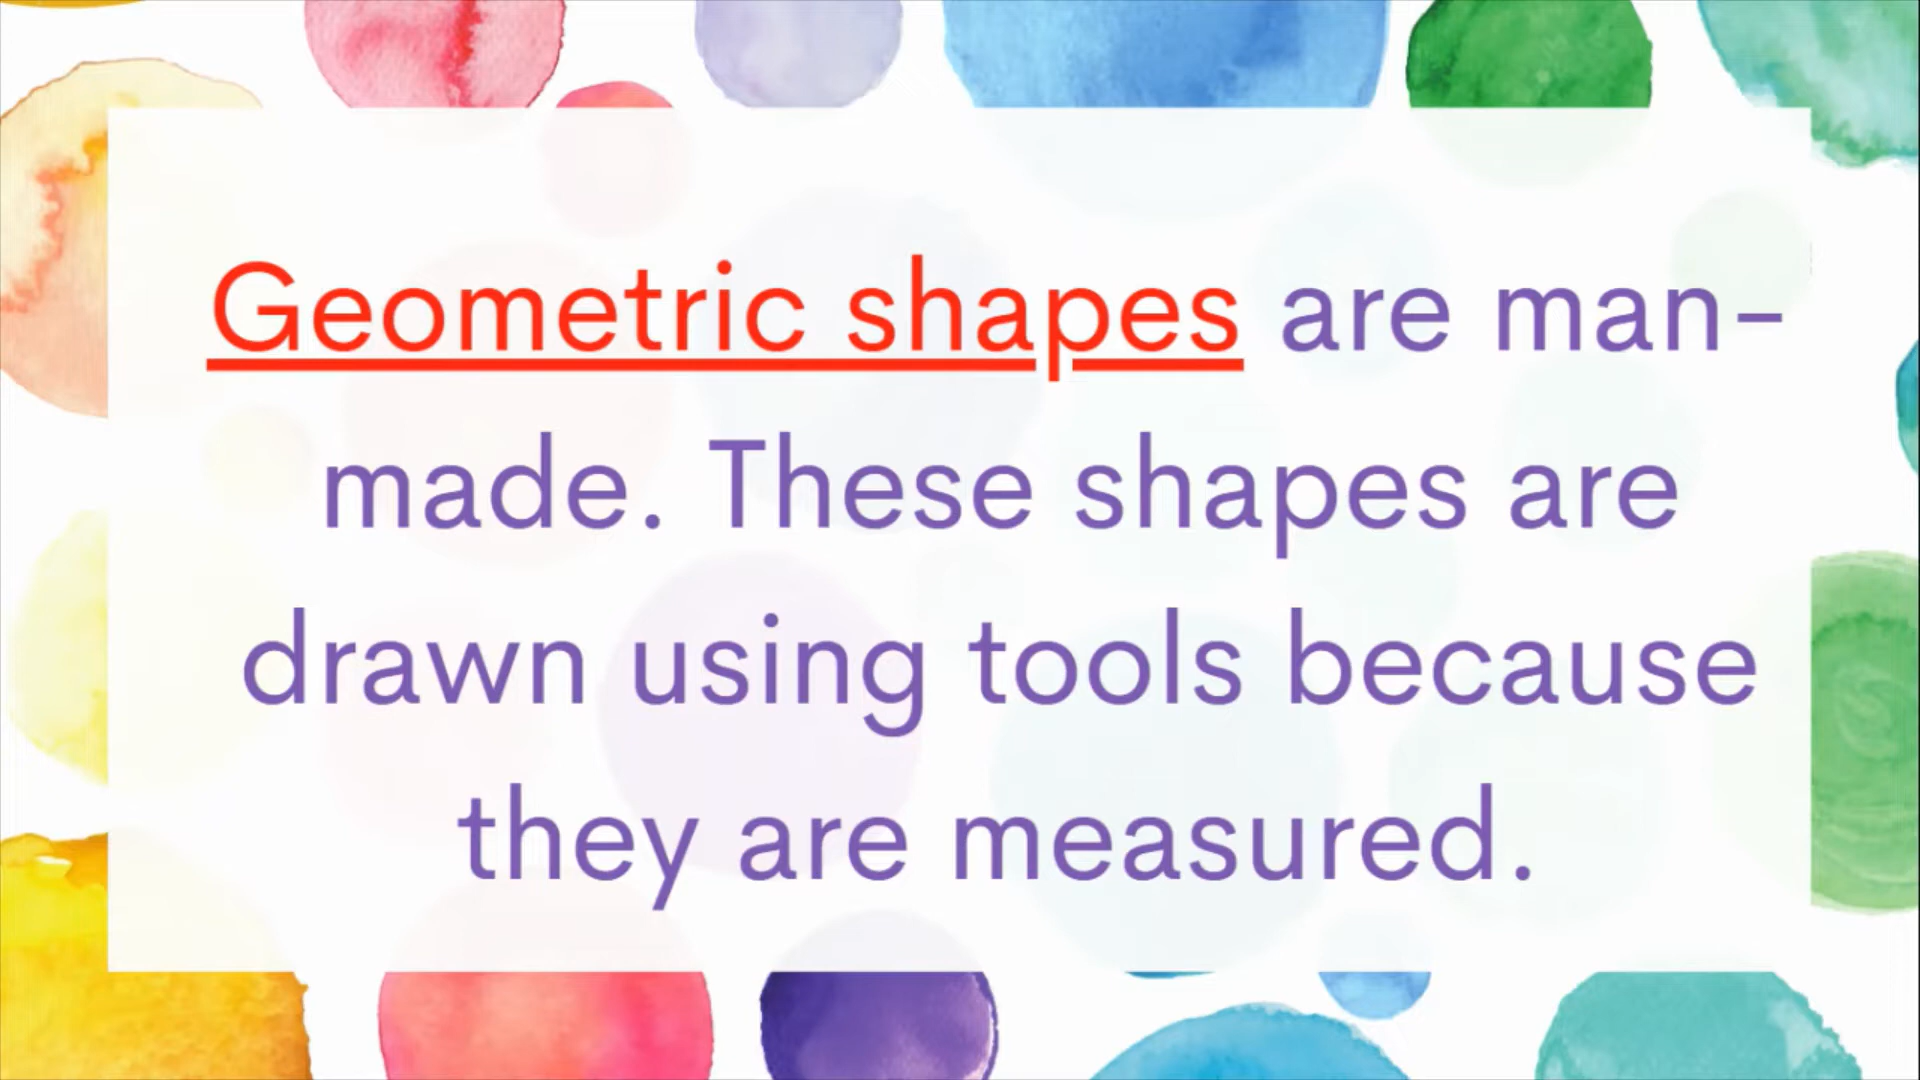 Geometric shapes are man-
made. These shapes are
drawn using tools because
they are measured.